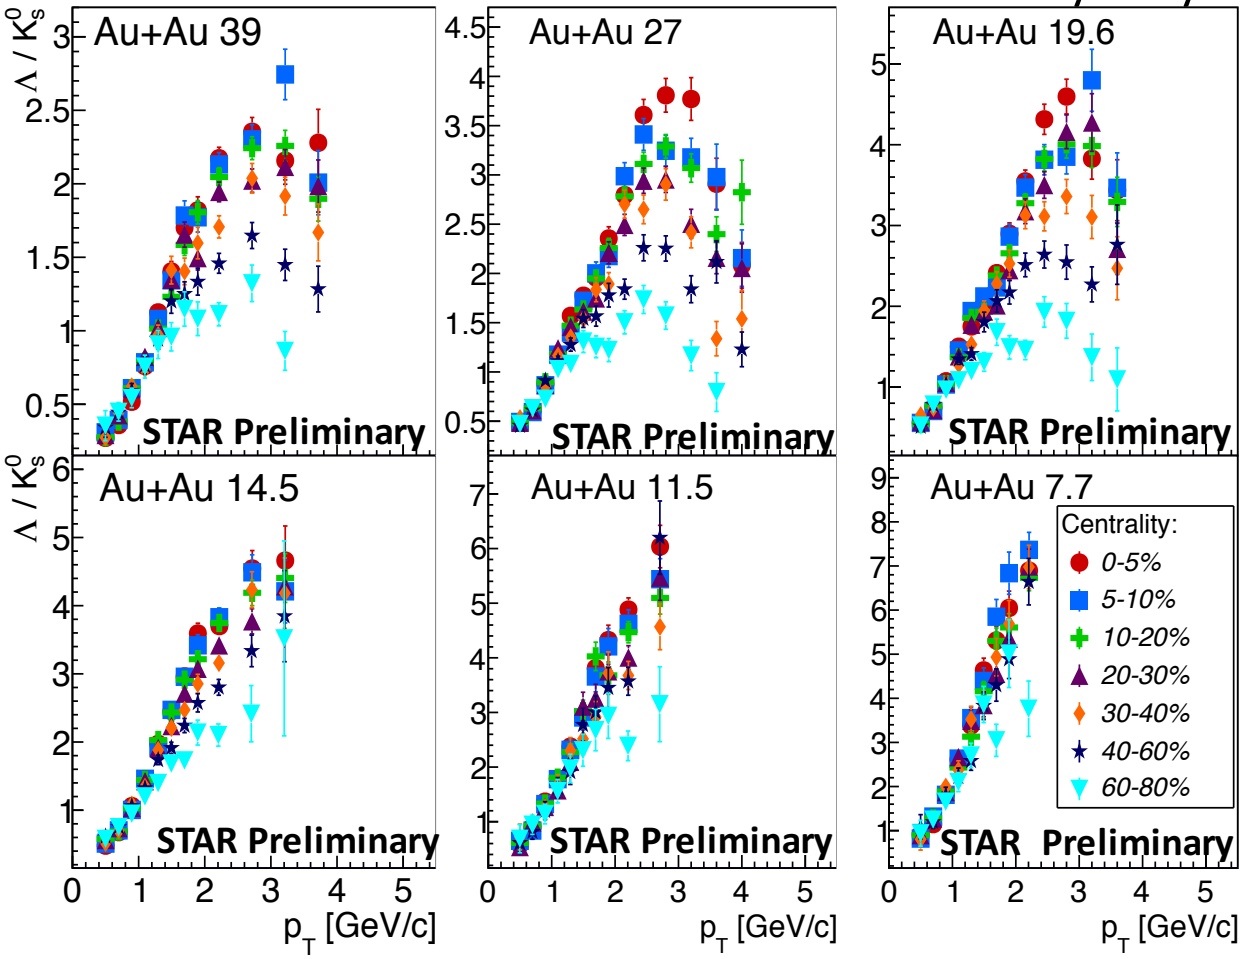 Λ / K⁰ₛ
Au+Au 39
3
2.5
2
1.5
1
0.5
STAR Preliminary
Au+Au 27
4.5
4
3.5
3
2.5
2
1.5
1
0.5
STAR Preliminary
Au+Au 19.6
5
4
3
2
1
STAR Preliminary
Λ / K⁰ₛ
Au+Au 14.5
6
5
4
3
2
1
STAR Preliminary
0 1 2 3 4 5
p_T [GeV/c]
Au+Au 11.5
7
6
5
4
3
2
1
STAR Preliminary
0 1 2 3 4 5
p_T [GeV/c]
Au+Au 7.7
9
8
7
6
5
4
3
2
1
Centrality:
0-5%
5-10%
10-20%
20-30%
30-40%
40-60%
60-80%
STAR Preliminary
0 1 2 3 4 5
p_T [GeV/c]